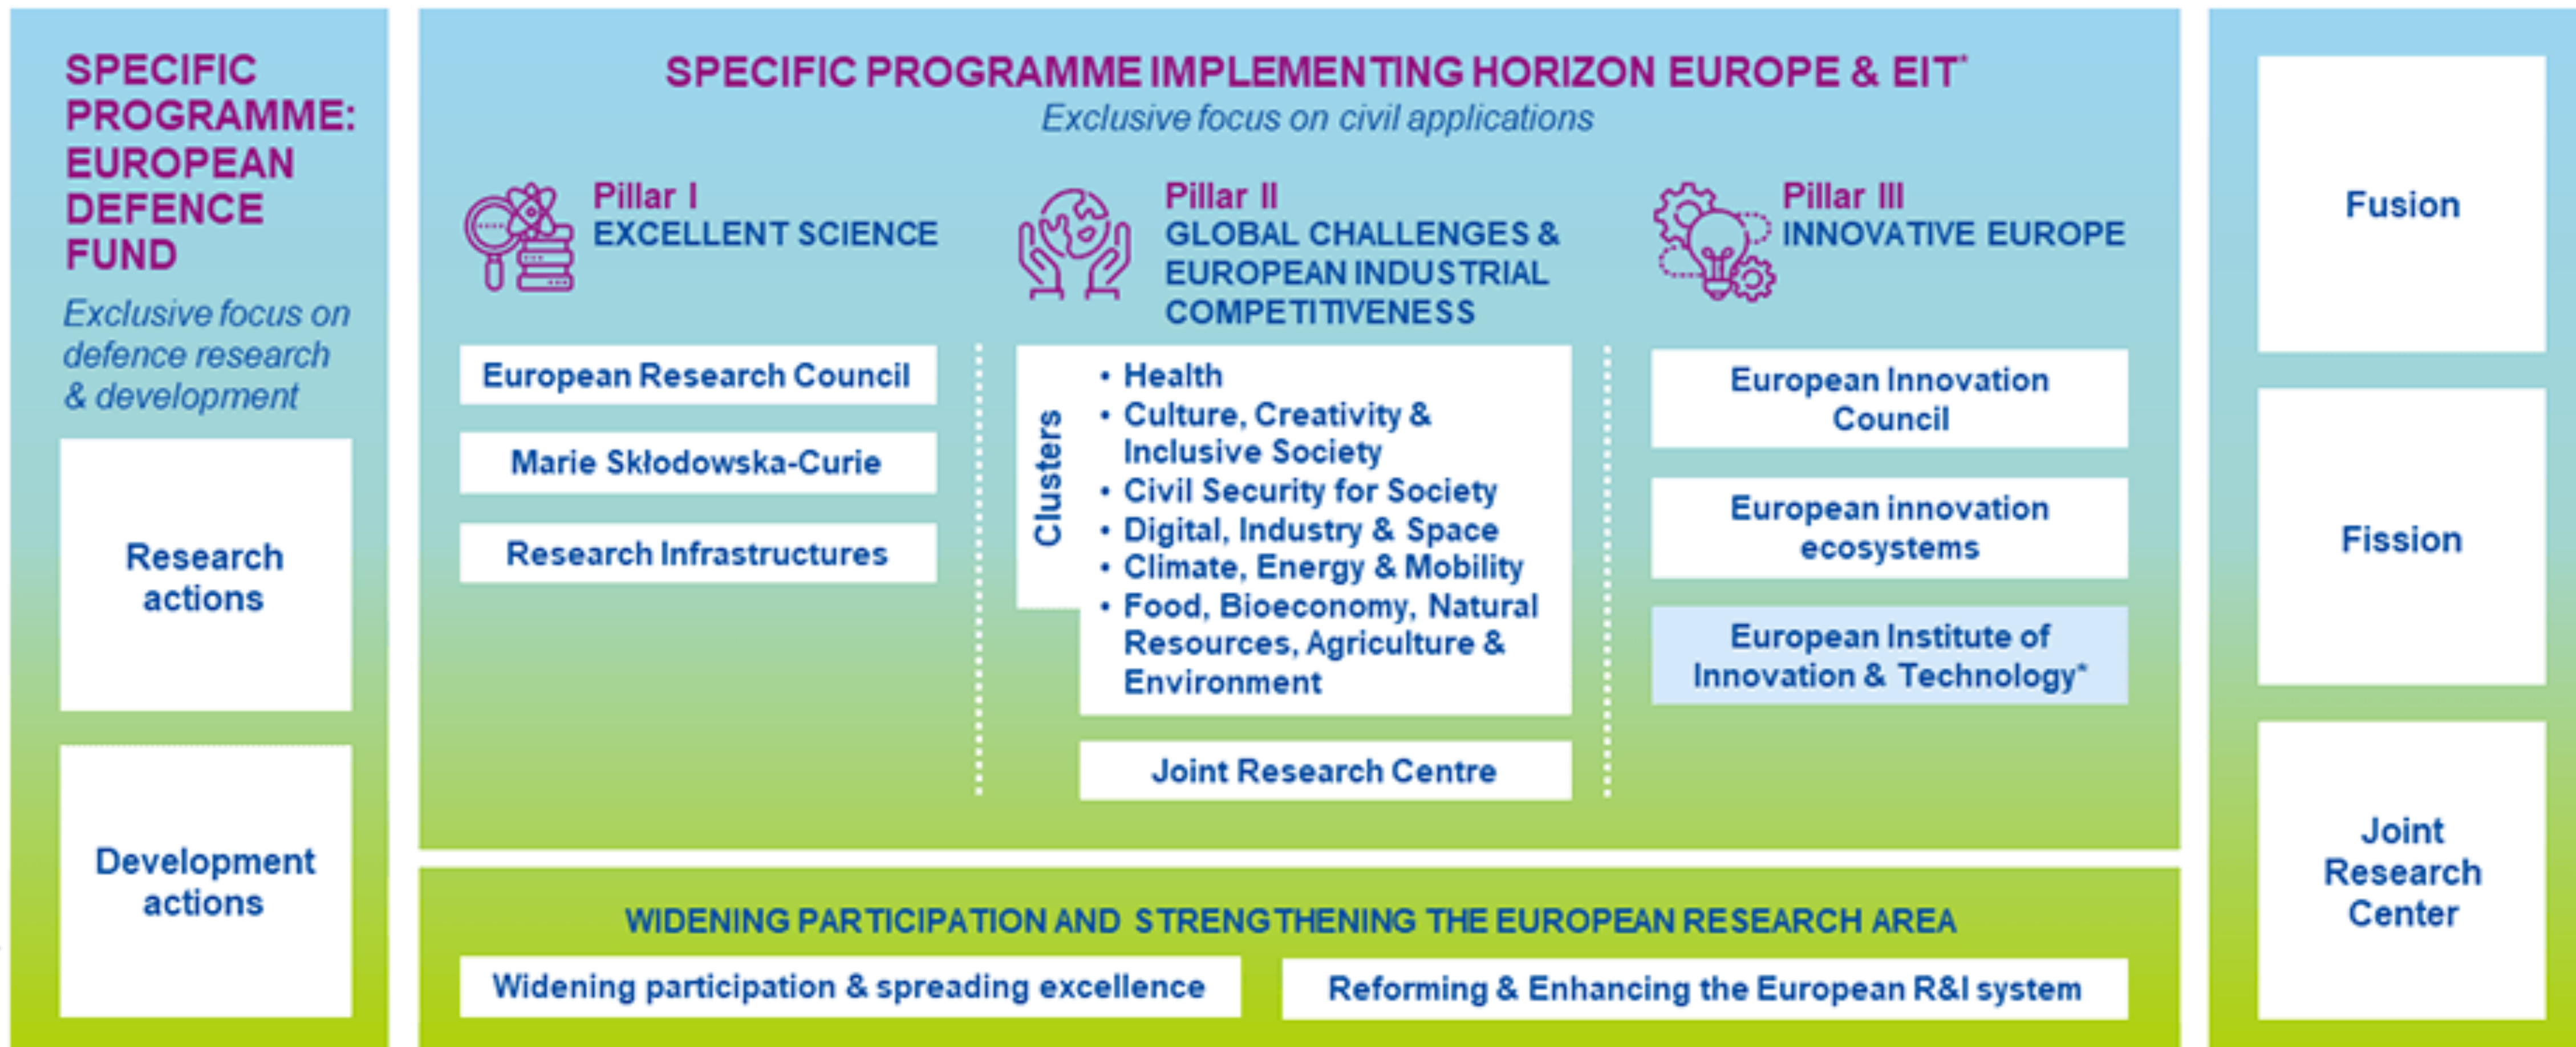 SPECIFIC
PROGRAMME:
EUROPEAN
DEFENCE
FUND
Exclusive focus on
defence research
& development
Research
actions
Development
actions
SPECIFIC PROGRAMME IMPLEMENTING HORIZON EUROPE & EIT*
Exclusive focus on civil applications
Pillar I
EXCELLENT SCIENCE
European Research Council
Marie Skłodowska-Curie
Research Infrastructures
Pillar II
GLOBAL CHALLENGES &
EUROPEAN INDUSTRIAL
COMPETITIVENESS
Clusters
• Health
• Culture, Creativity &
Inclusive Society
• Civil Security for Society
• Digital, Industry & Space
• Climate, Energy & Mobility
• Food, Bioeconomy, Natural
Resources, Agriculture &
Environment
Joint Research Centre
Pillar III
INNOVATIVE EUROPE
European Innovation
Council
European innovation
ecosystems
European Institute of
Innovation & Technology*
WIDENING PARTICIPATION AND STRENGTHENING THE EUROPEAN RESEARCH AREA
Widening participation & spreading excellence
Reforming & Enhancing the European R&I system
Fusion
Fission
Joint
Research
Center